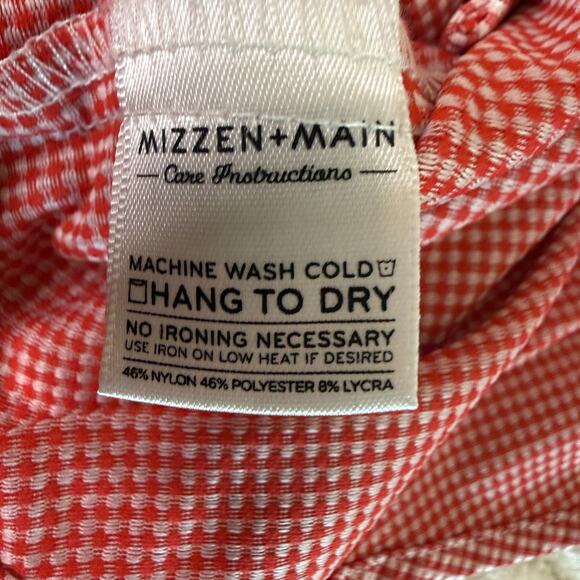 MIZZEN+MAIN
Care Instructions
MACHINE WASH COLD
HANG TO DRY
NO IRONING NECESSARY
USE IRON ON LOW HEAT IF DESIRED
46% NYLON 46% POLYESTER 8% LYCRA